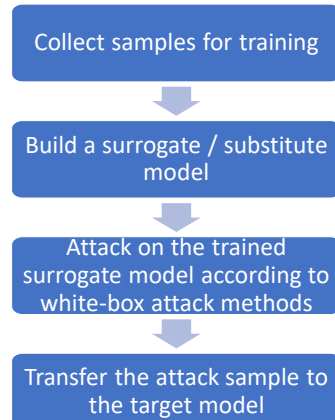 Collect samples for training
Build a surrogate / substitute
model
Attack on the trained
surrogate model according to
white-box attack methods
Transfer the attack sample to
the target model